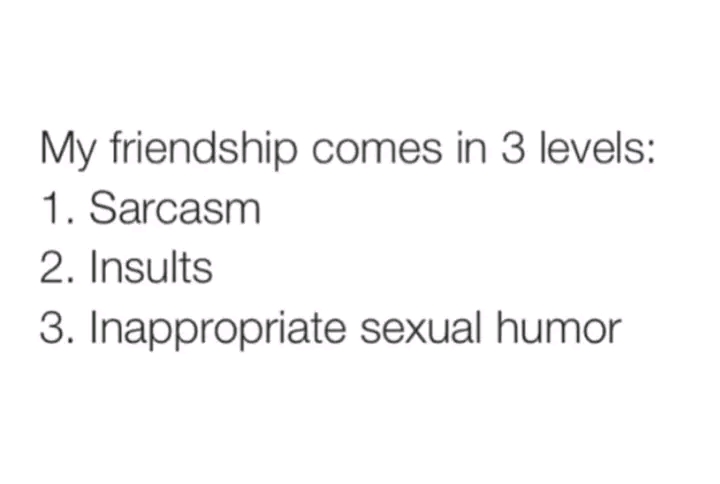 My friendship comes in 3 levels:
1. Sarcasm
2. Insults
3. Inappropriate sexual humor